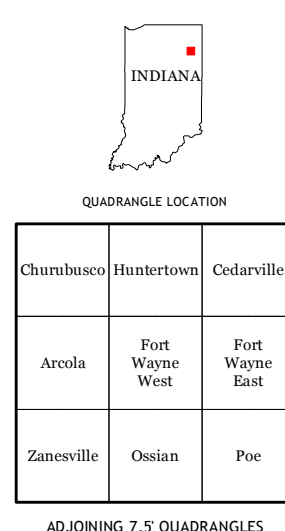 INDIANA
QUADRANGLE LOCATION
Churubusco Huntertown Cedarville
Arcola
Fort
Wayne
West
Fort
Wayne
East
Zanesville Ossian Poe
ADJOINING 7.5' QUADRANGLES